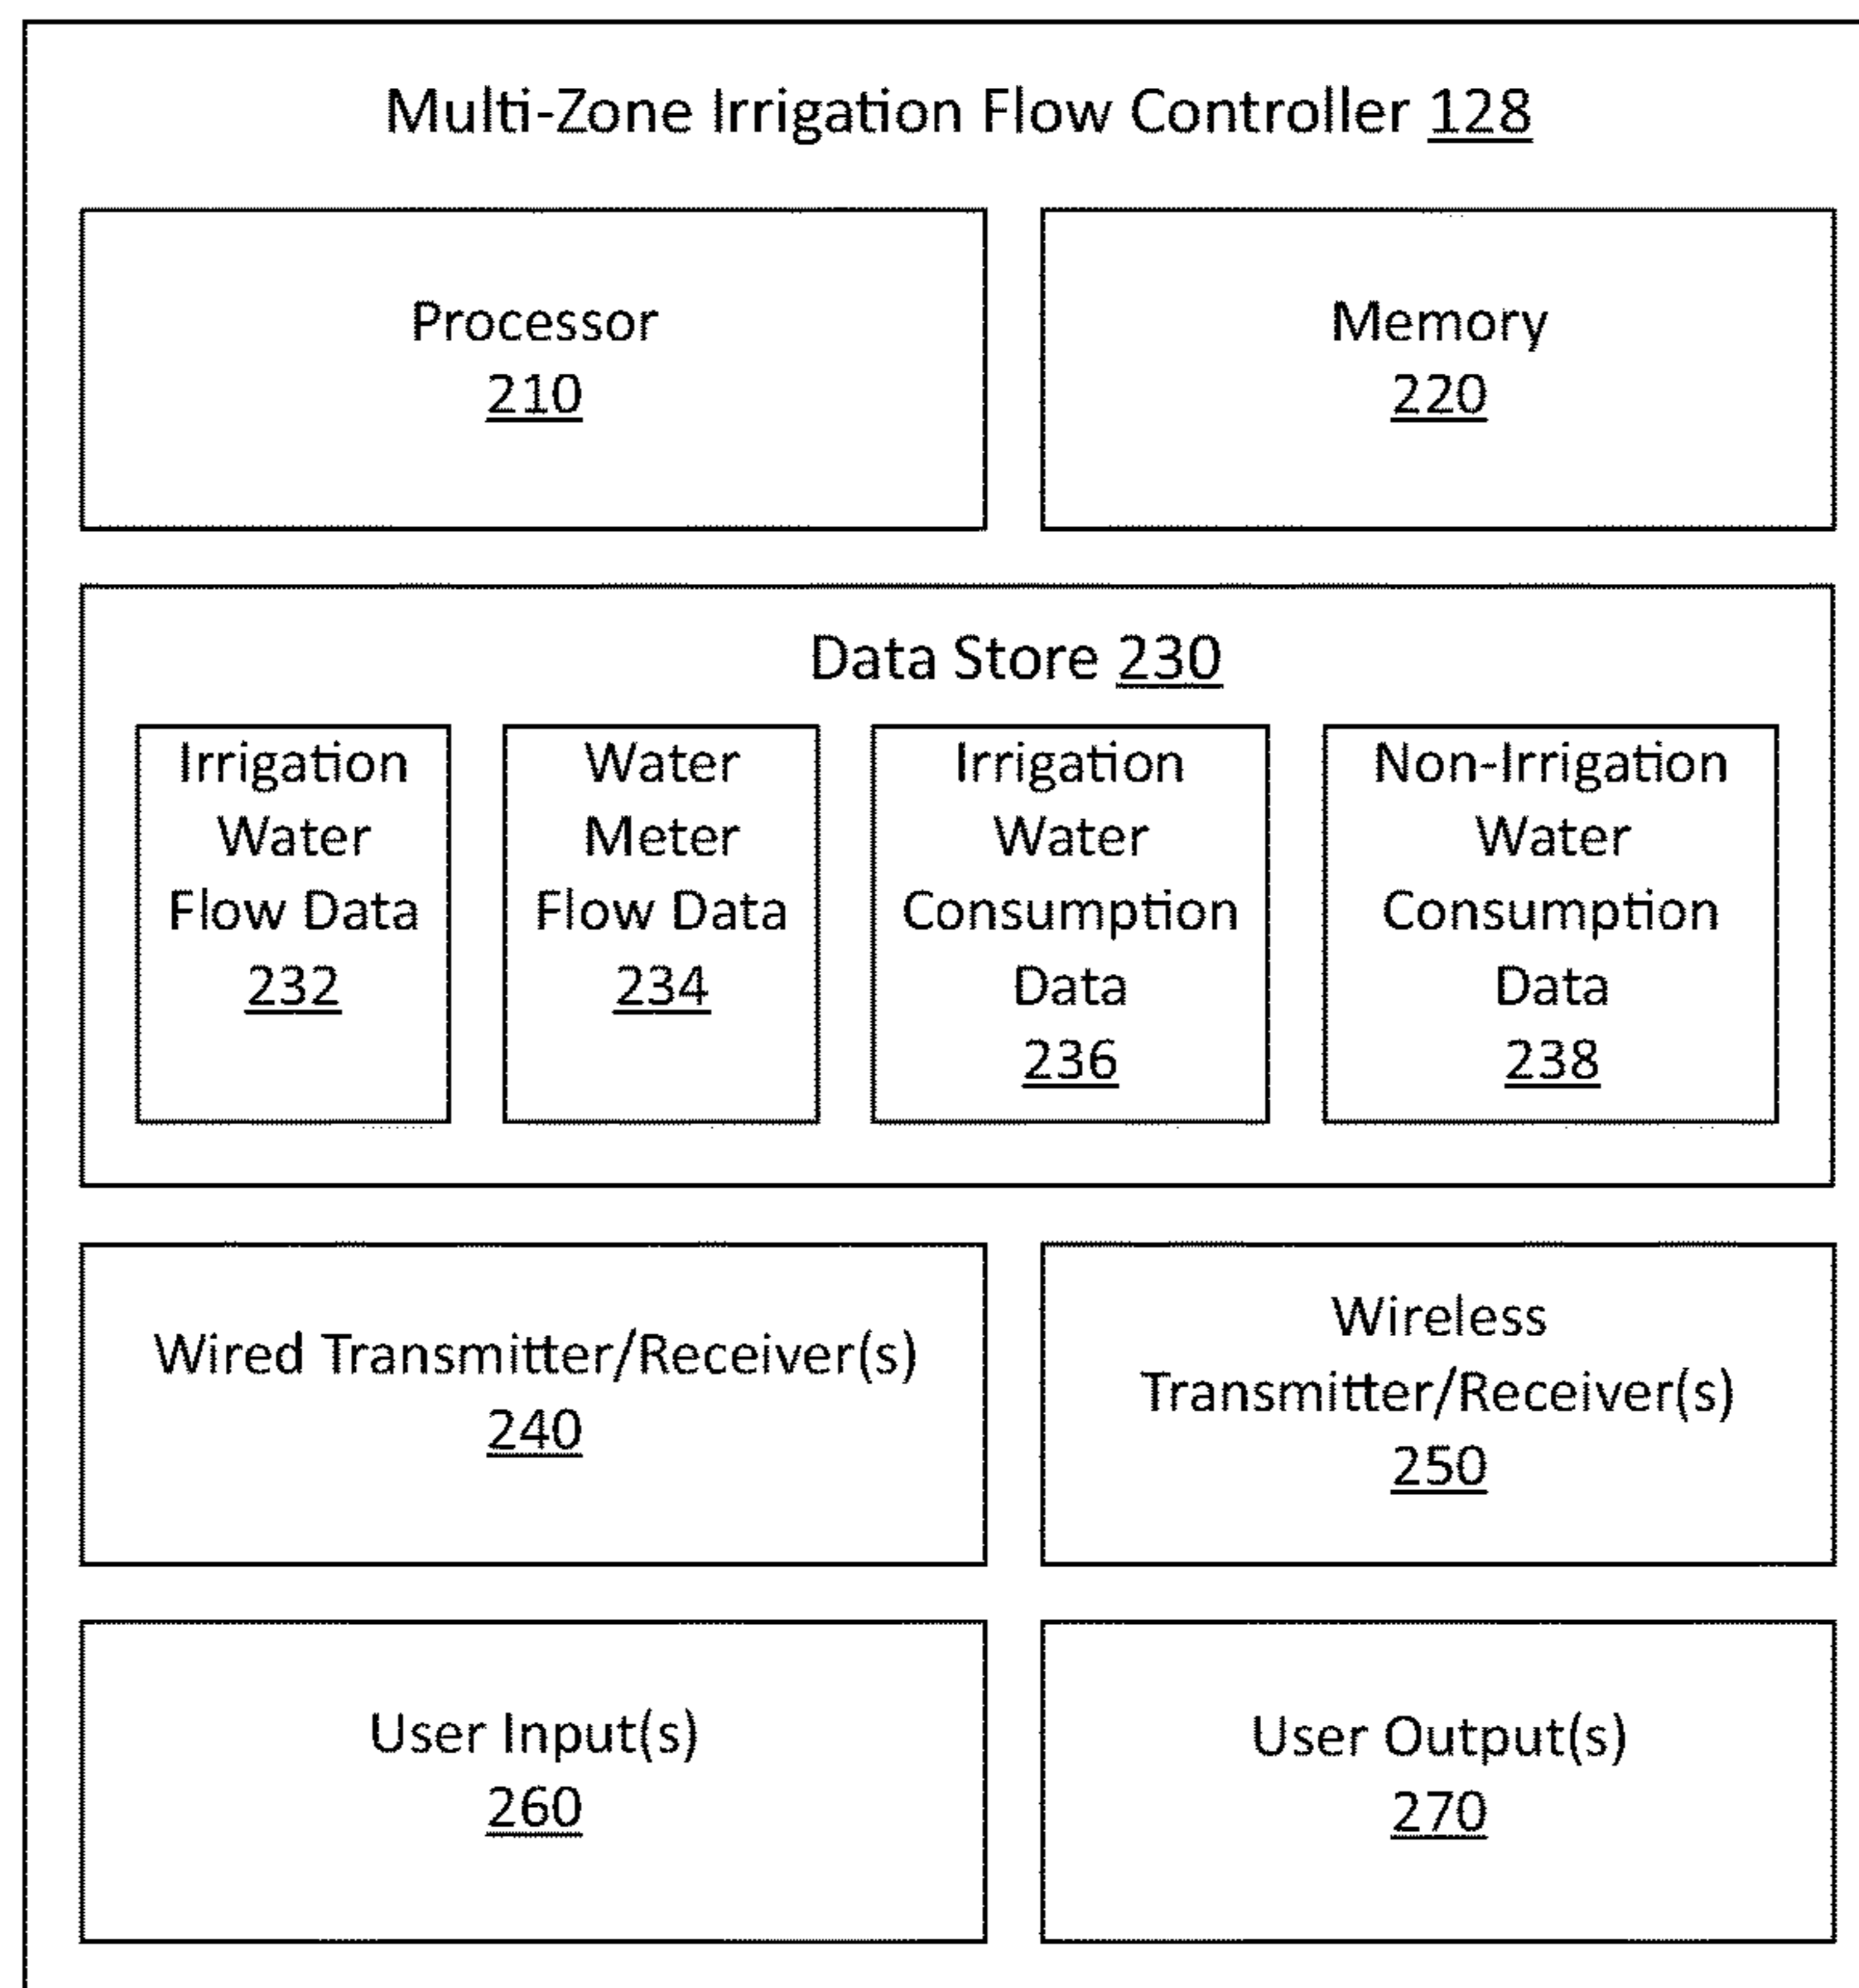 Multi-Zone Irrigation Flow Controller 128
Processor
210
Memory
220
Data Store 230
Irrigation
Water
Flow Data
232
Water
Meter
Flow Data
234
Irrigation
Water
Consumption
Data
236
Non-Irrigation
Water
Consumption
Data
238
Wired Transmitter/Receiver(s)
240
Wireless
Transmitter/Receiver(s)
250
User Input(s)
260
User Output(s)
270